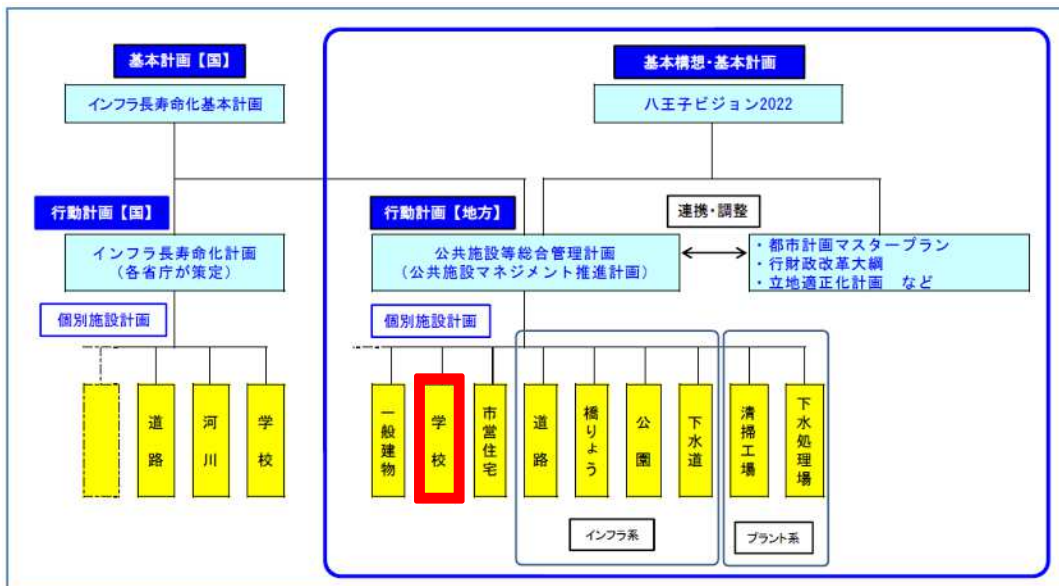 基本計画【国】
インフラ長寿命化基本計画
基本構想・基本計画
八王子ビジョン2022
行動計画【国】
インフラ長寿命化計画
（各省庁が策定）
行動計画【地方】
公共施設等総合管理計画
（公共施設マネジメント推進計画）
連携・調整
・都市計画マスタープラン
・行財政改革大綱
・立地適正化計画　など
個別施設計画
道路
河川
学校
個別施設計画
一般建物
学校
市営住宅
道路
橋りょう
公園
下水道
清掃工場
下水処理場
インフラ系
プラント系